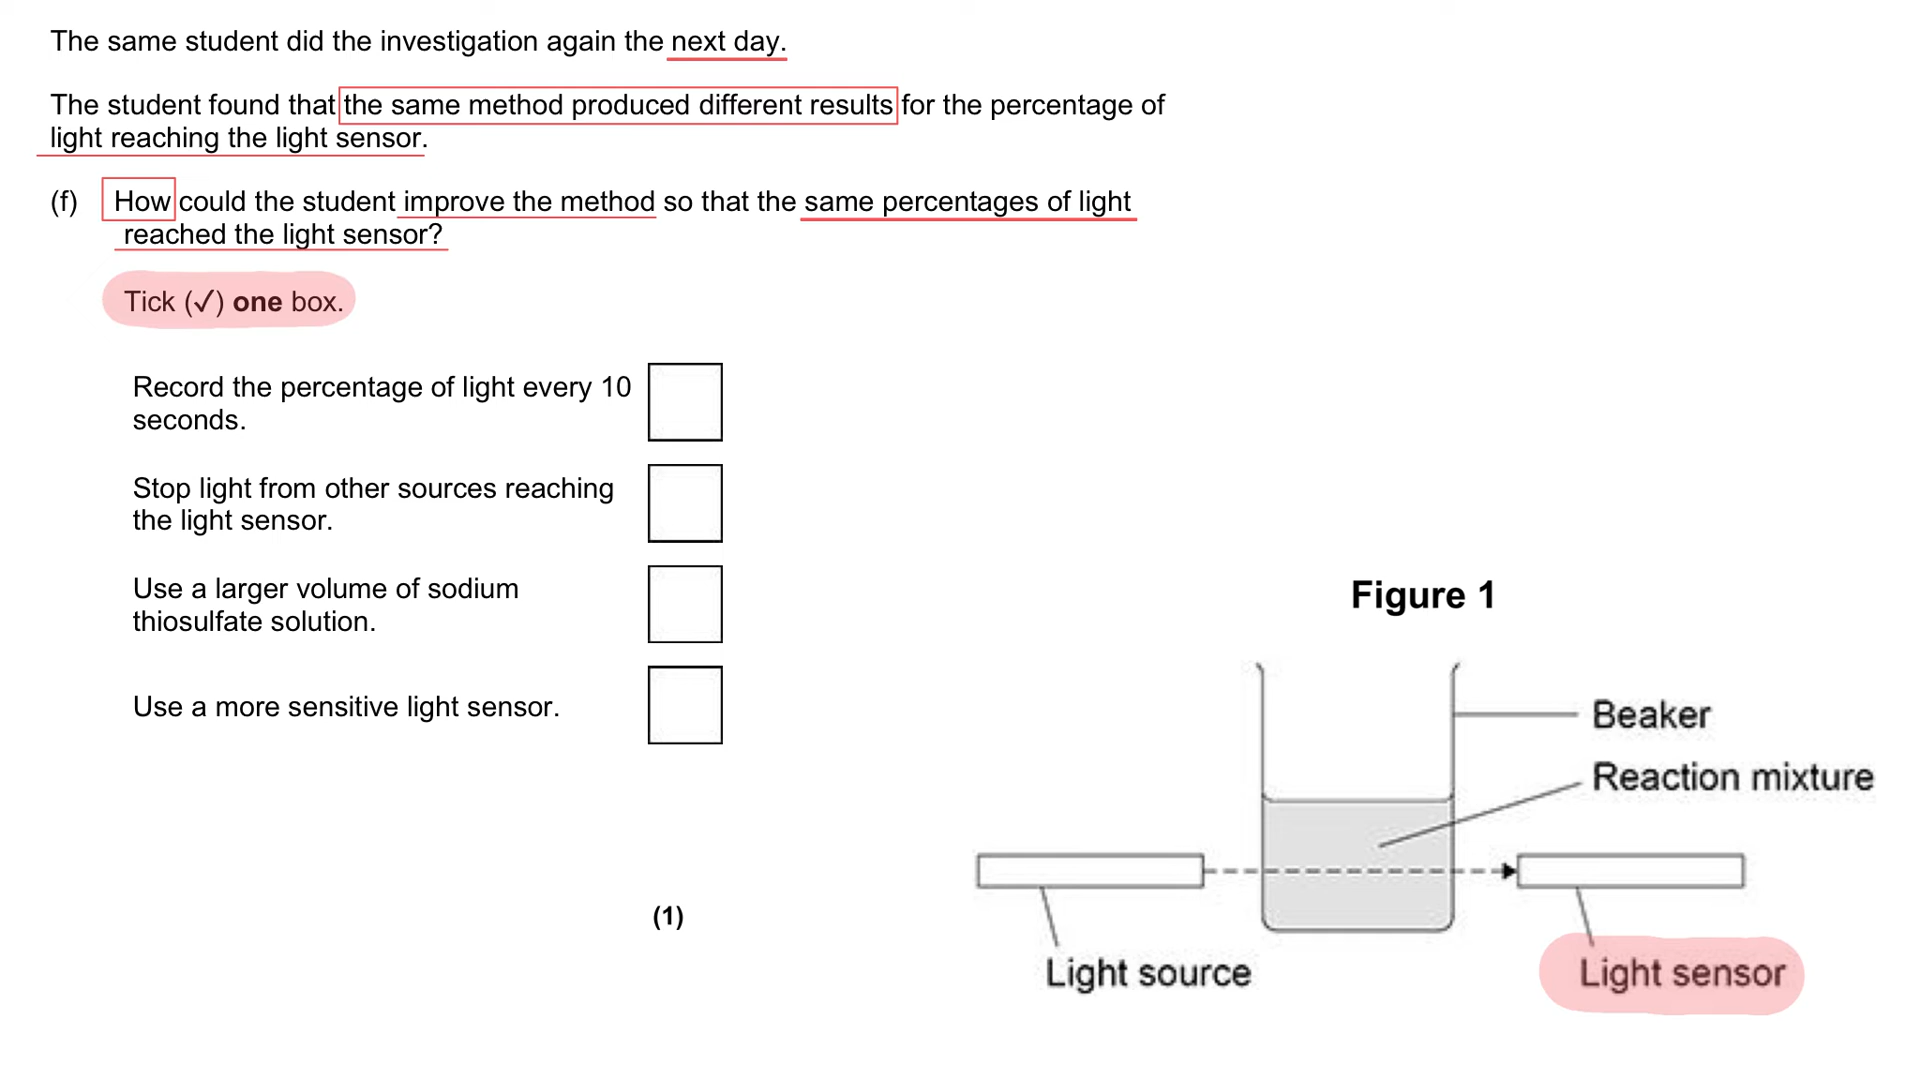 The same student did the investigation again the next day.
The student found that the same method produced different results for the percentage of
light reaching the light sensor.
(f) How could the student improve the method so that the same percentages of light
reached the light sensor?
Tick (✓) one box.
Record the percentage of light every 10
seconds.
Stop light from other sources reaching
the light sensor.
Use a larger volume of sodium
thiosulfate solution.
Use a more sensitive light sensor.
(1)
Figure 1
Beaker
Reaction mixture
Light source
Light sensor